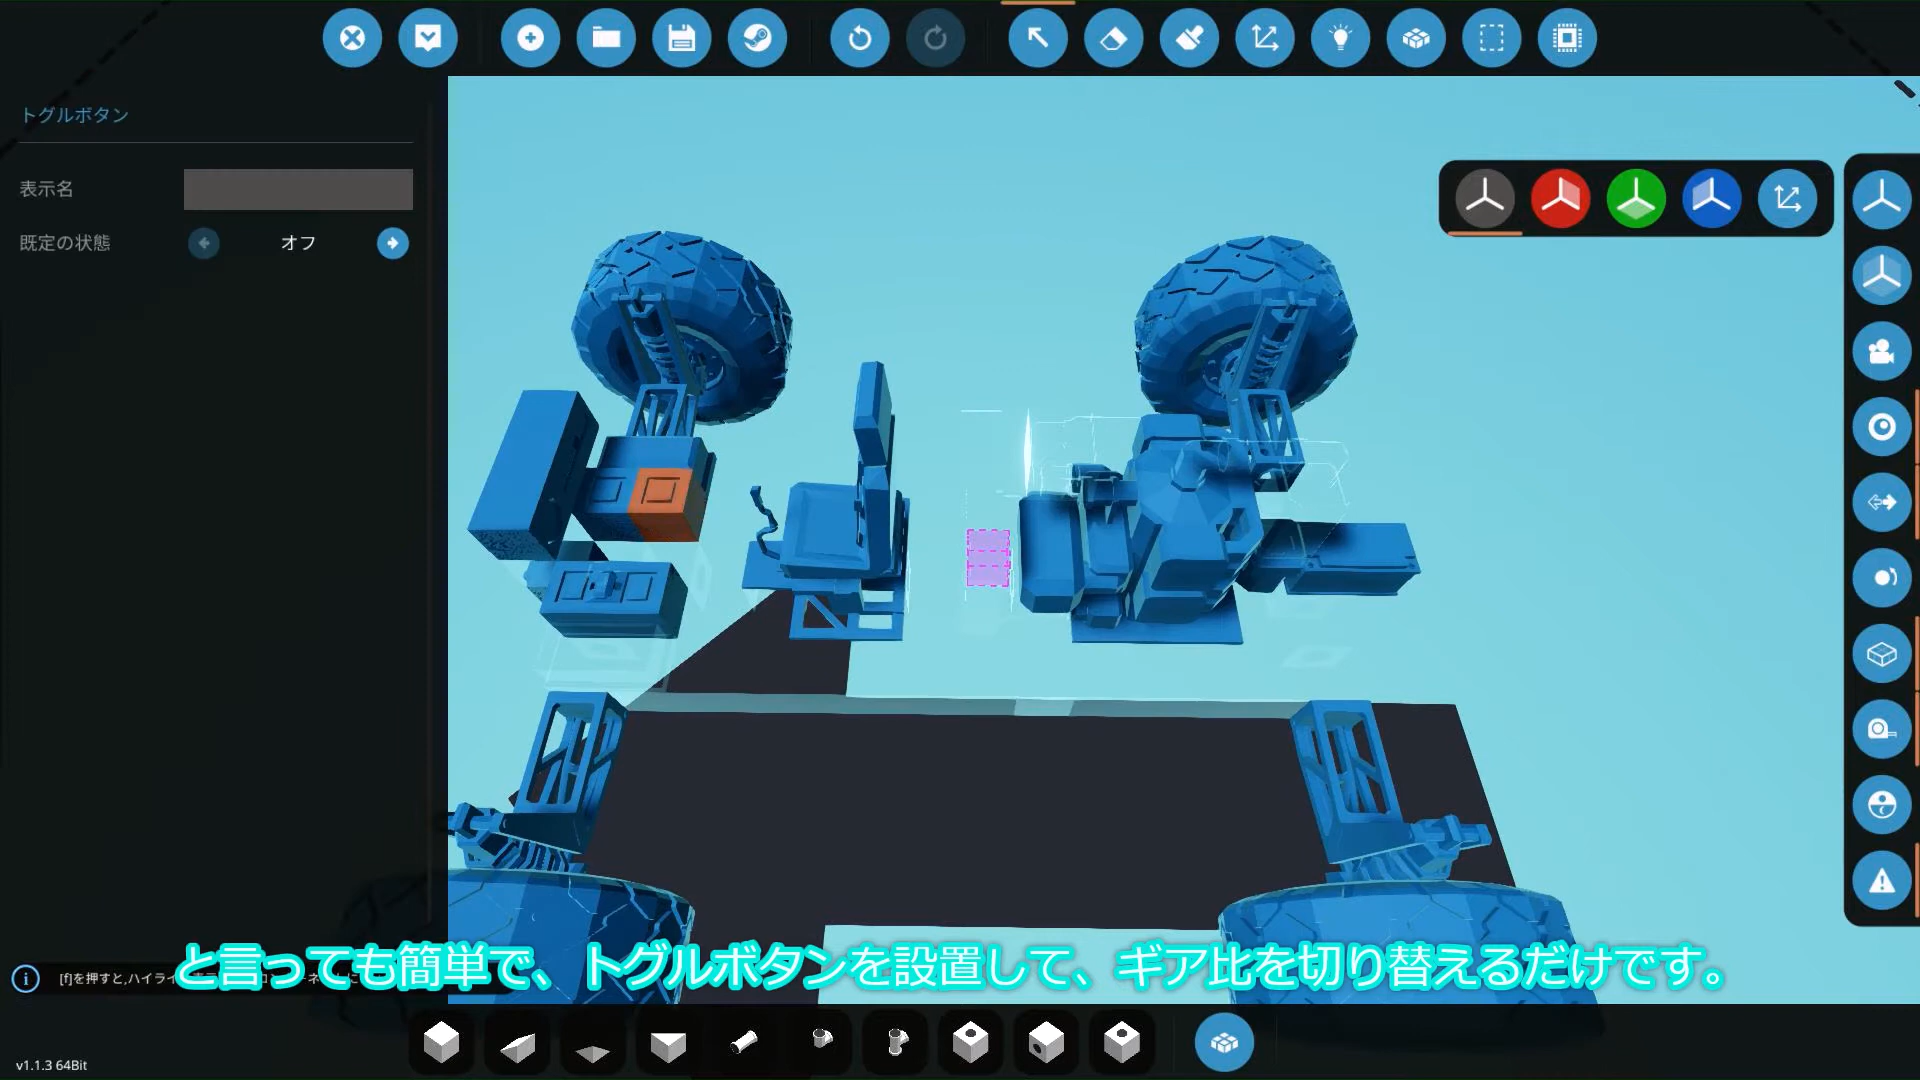 トグルボタン
表示名
既定の状態
オフ
と言っても簡単で、トグルボタンを設置して、ギア比を切り替えるだけです。
[f]を押すと,ハイライ
v1.1.3 64Bit